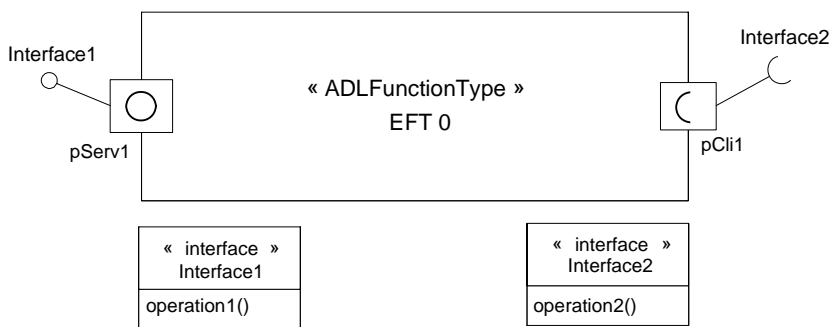 Interface1
Interface2
« ADLFunctionType »
EFT 0
pServ1
pCli1
« interface »
Interface1
operation1()
« interface »
Interface2
operation2()